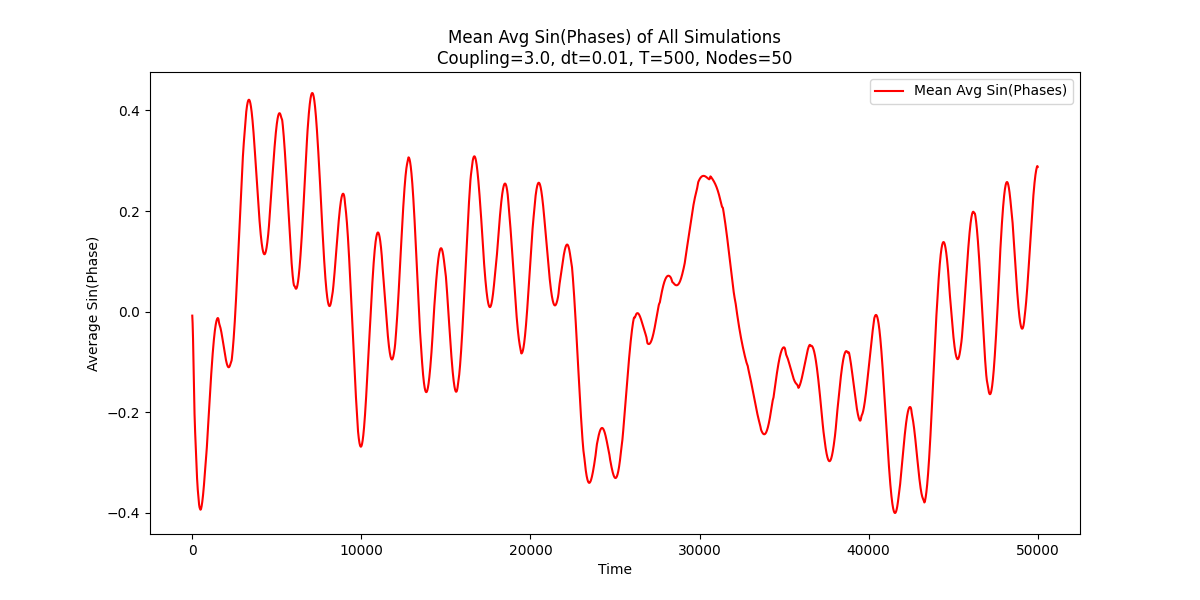 Mean Avg Sin(Phases) of All Simulations
Coupling=3.0, dt=0.01, T=500, Nodes=50
Mean Avg Sin(Phases)
Average Sin(Phase)
0.4
0.2
0.0
−0.2
−0.4
0 10000 20000 30000 40000 50000
Time